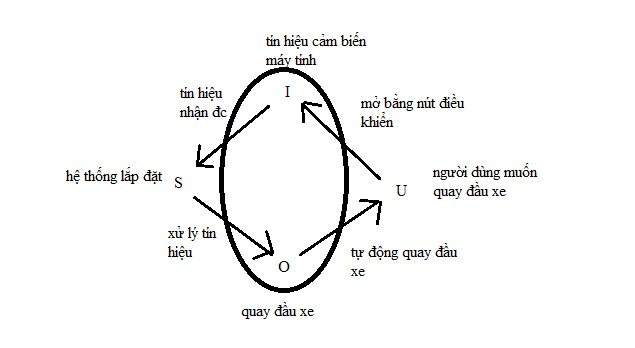 tín hiệu cảm biến
máy tính
I
tín hiệu
nhận đc
mở bằng nút điều
khiển
hệ thống lắp đặt
S
U
người dùng muốn
quay đầu xe
xử lý tín
hiệu
O
tự động quay đầu
xe
quay đầu xe